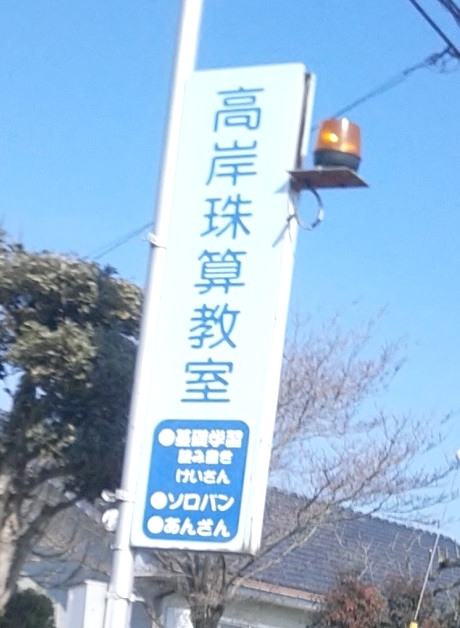 高岸珠算教室
●基礎学習
読み書き
けいさん
●ソロバン
●あんざん